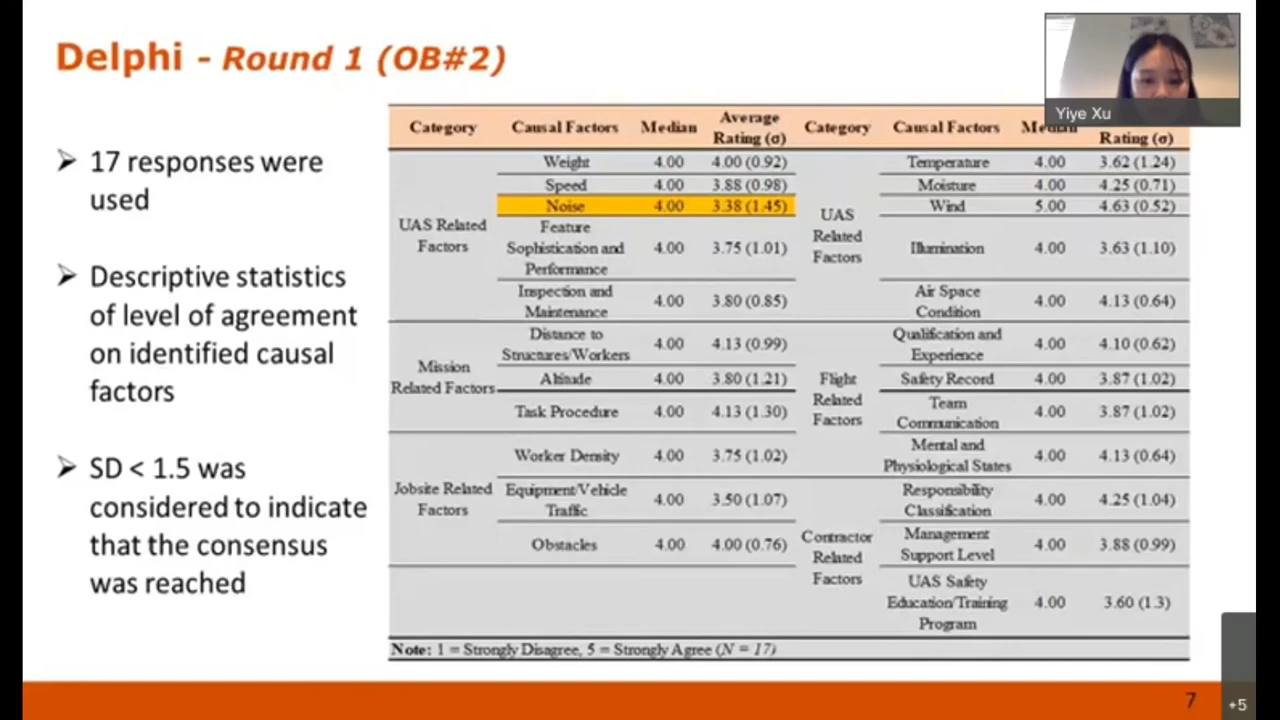 Delphi - Round 1 (OB#2)
Yiye Xu
➢ 17 responses were
used
➢ Descriptive statistics
of level of agreement
on identified causal
factors
➢ SD < 1.5 was
considered to indicate
that the consensus
was reached
Category Causal Factors Median Average Rating (σ) Category Causal Factors Median Rating (σ)
UAS Related
Factors
Weight 4.00 4.00 (0.92)
Speed 4.00 3.88 (0.98)
Noise 4.00 3.38 (1.45)
Feature
Sophistication and 4.00 3.75 (1.01)
Performance
Inspection and
Maintenance 4.00 3.80 (0.85)
Mission
Related Factors
Distance to
Structures/Workers 4.00 4.13 (0.99)
Altitude 4.00 3.80 (1.21)
Task Procedure 4.00 4.13 (1.30)
Jobsite Related
Factors
Worker Density 4.00 3.75 (1.02)
Equipment/Vehicle
Traffic 4.00 3.50 (1.07)
Obstacles 4.00 4.00 (0.76)
UAS
Related
Factors
Temperature 4.00 3.62 (1.24)
Moisture 4.00 4.25 (0.71)
Wind 5.00 4.63 (0.52)
Illumination 4.00 3.63 (1.10)
Air Space
Condition 4.00 4.13 (0.64)
Flight
Related
Factors
Qualification and
Experience 4.00 4.10 (0.62)
Safety Record 4.00 3.87 (1.02)
Team
Communication 4.00 3.87 (1.02)
Mental and
Physiological States 4.00 4.13 (0.64)
Contractor
Related
Factors
Responsibility
Classification 4.00 4.25 (1.04)
Management
Support Level 4.00 3.88 (0.99)
UAS Safety
Education/Training 4.00 3.60 (1.3)
Program
Note: 1 = Strongly Disagree, 5 = Strongly Agree (N = 17)
7
+5